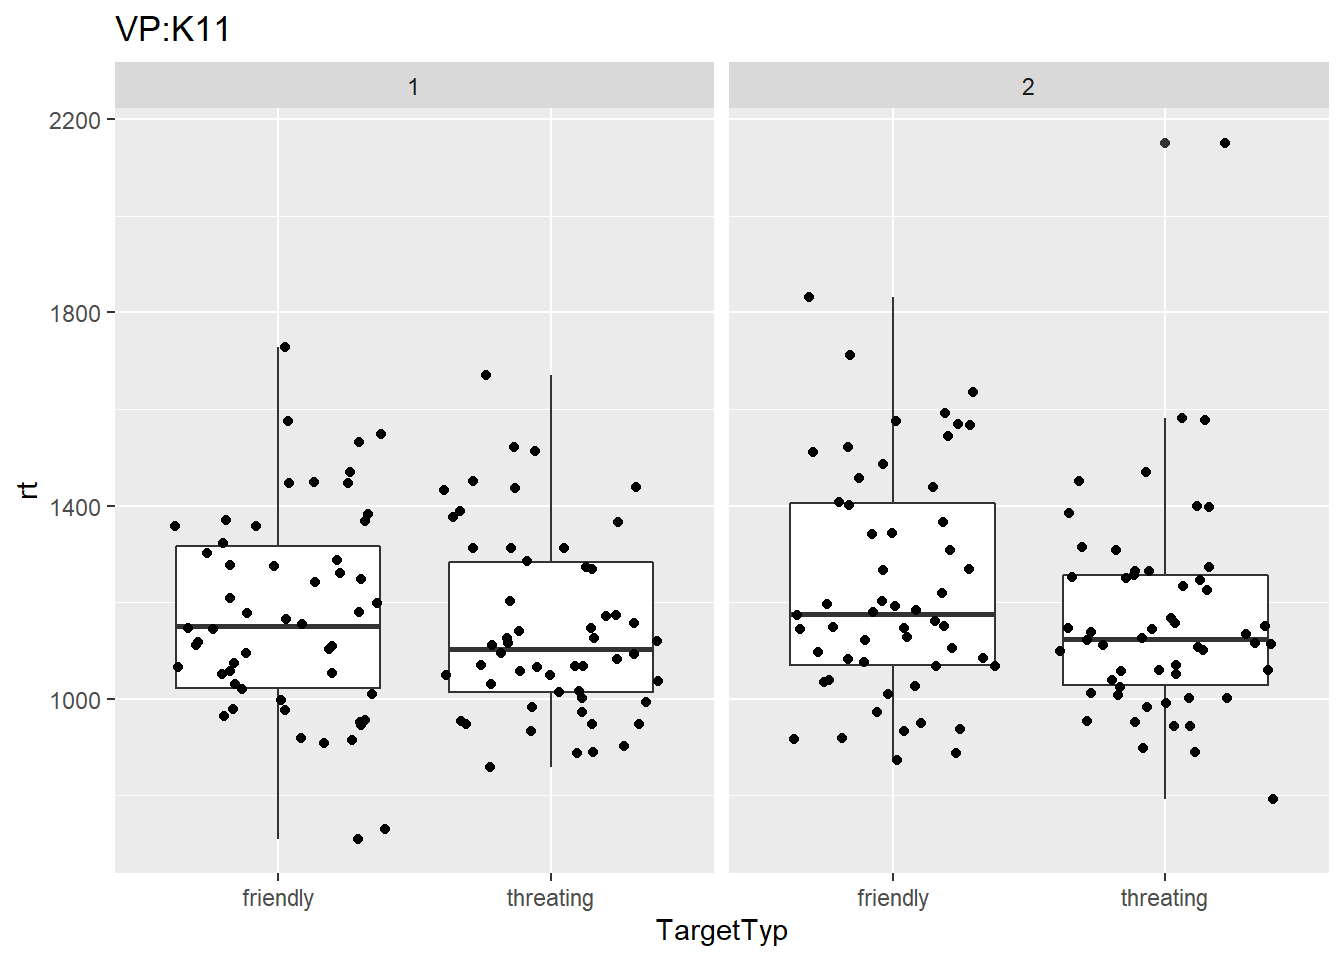 VP:K11
1
2
2200
1800
1400
1000
rt
friendly
threating
friendly
threating
TargetTyp